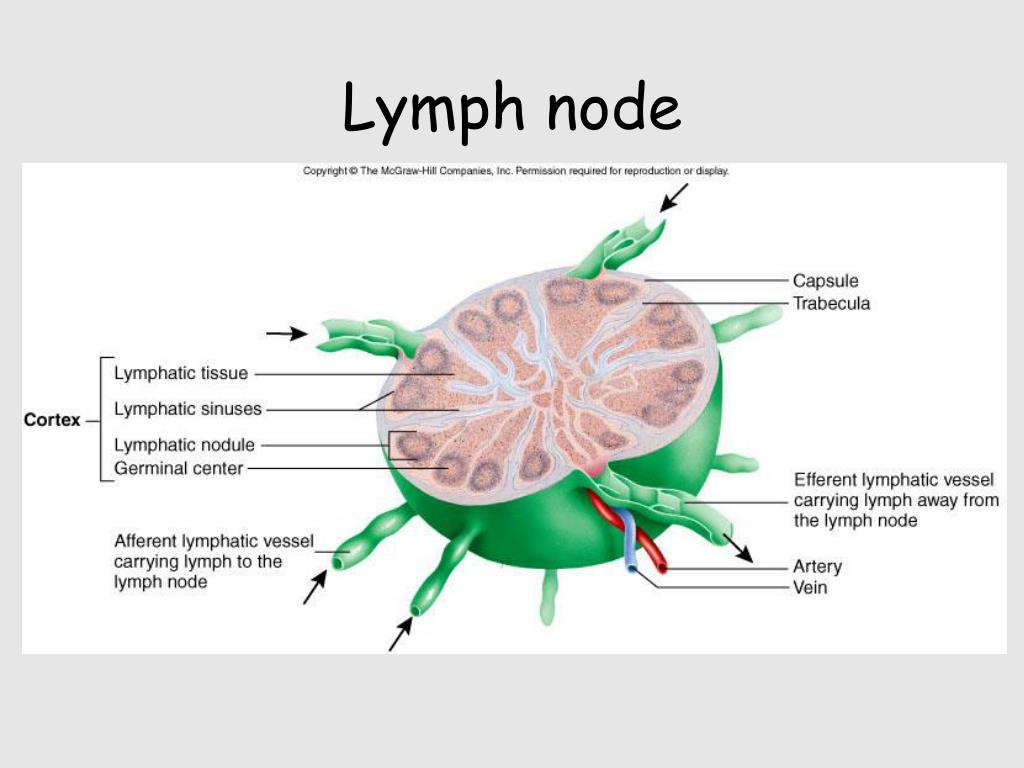 Lymph node
Copyright © The McGraw-Hill Companies, Inc. Permission required for reproduction or display.
Capsule
Trabecula
Lymphatic tissue
Lymphatic sinuses
Cortex
Lymphatic nodule
Germinal center
Efferent lymphatic vessel
carrying lymph away from
the lymph node
Afferent lymphatic vessel
carrying lymph to the
lymph node
Artery
Vein